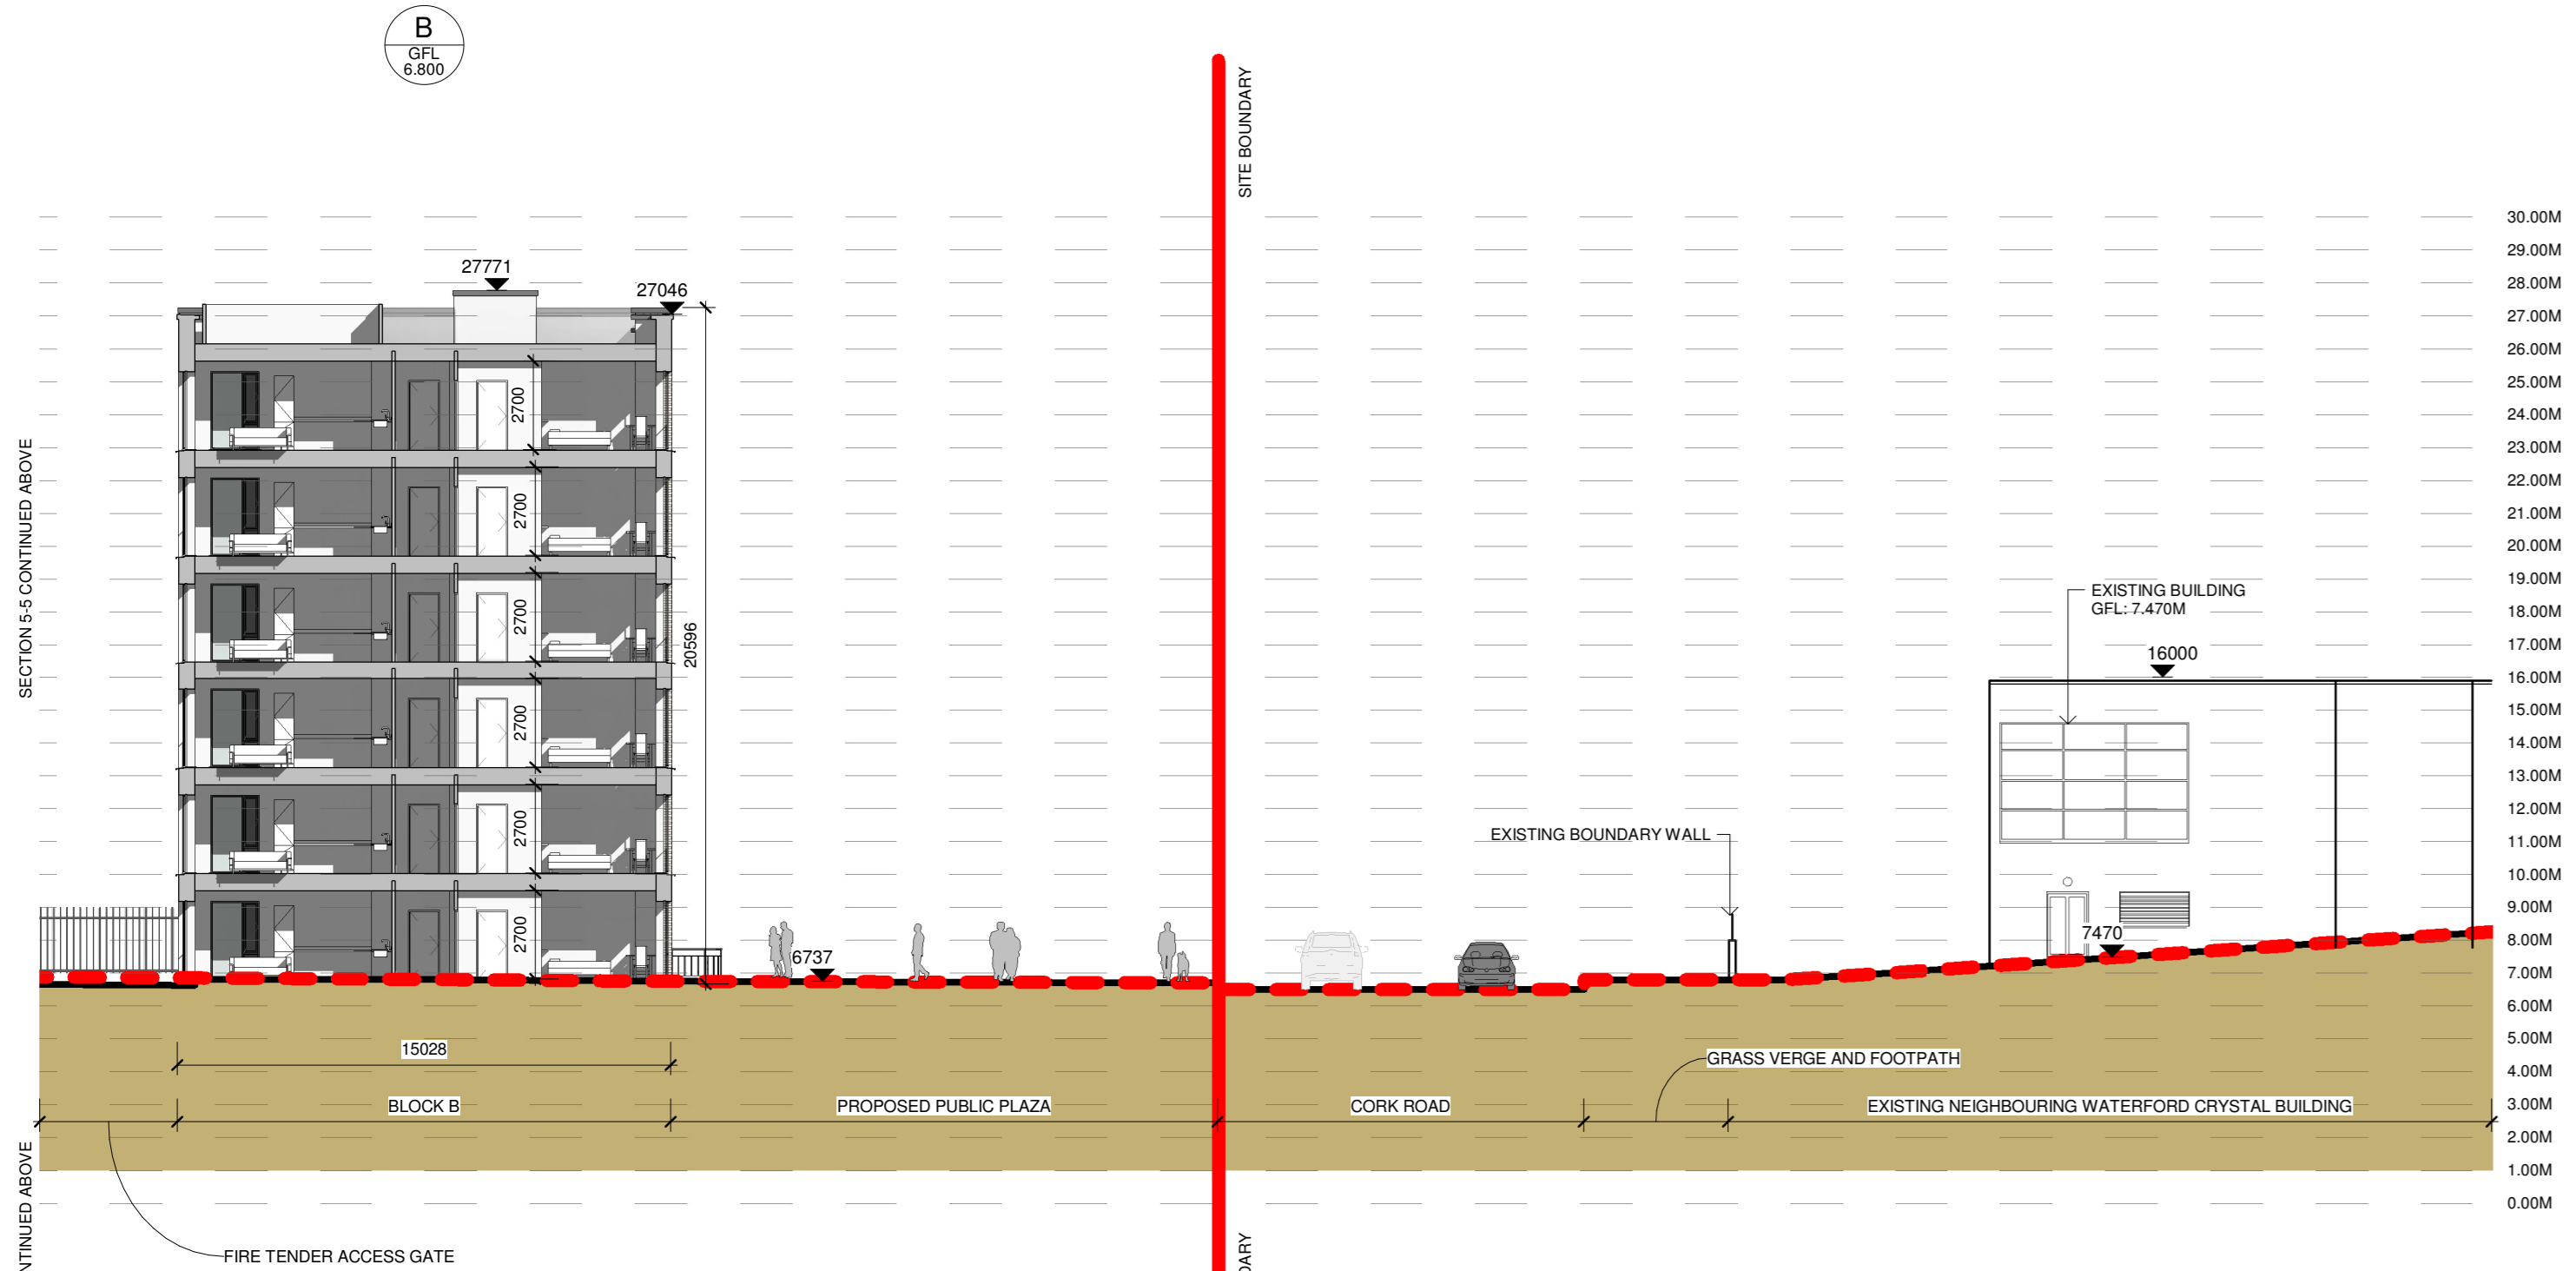 B
GFL
6.800
SITE BOUNDARY
30.00M
29.00M
28.00M
27.00M
26.00M
25.00M
24.00M
23.00M
22.00M
21.00M
20.00M
19.00M
18.00M
17.00M
16.00M
15.00M
14.00M
13.00M
12.00M
11.00M
10.00M
9.00M
8.00M
7.00M
6.00M
5.00M
4.00M
3.00M
2.00M
1.00M
0.00M
27771
27046
2700
2700
2700
2700
2700
2700
20596
SECTION 5-5 CONTINUED ABOVE
EXISTING BUILDING
GFL: 7.470M
16000
EXISTING BOUNDARY WALL
7470
6737
15028
GRASS VERGE AND FOOTPATH
BLOCK B
PROPOSED PUBLIC PLAZA
CORK ROAD
EXISTING NEIGHBOURING WATERFORD CRYSTAL BUILDING
NTINUED ABOVE
FIRE TENDER ACCESS GATE
DARY